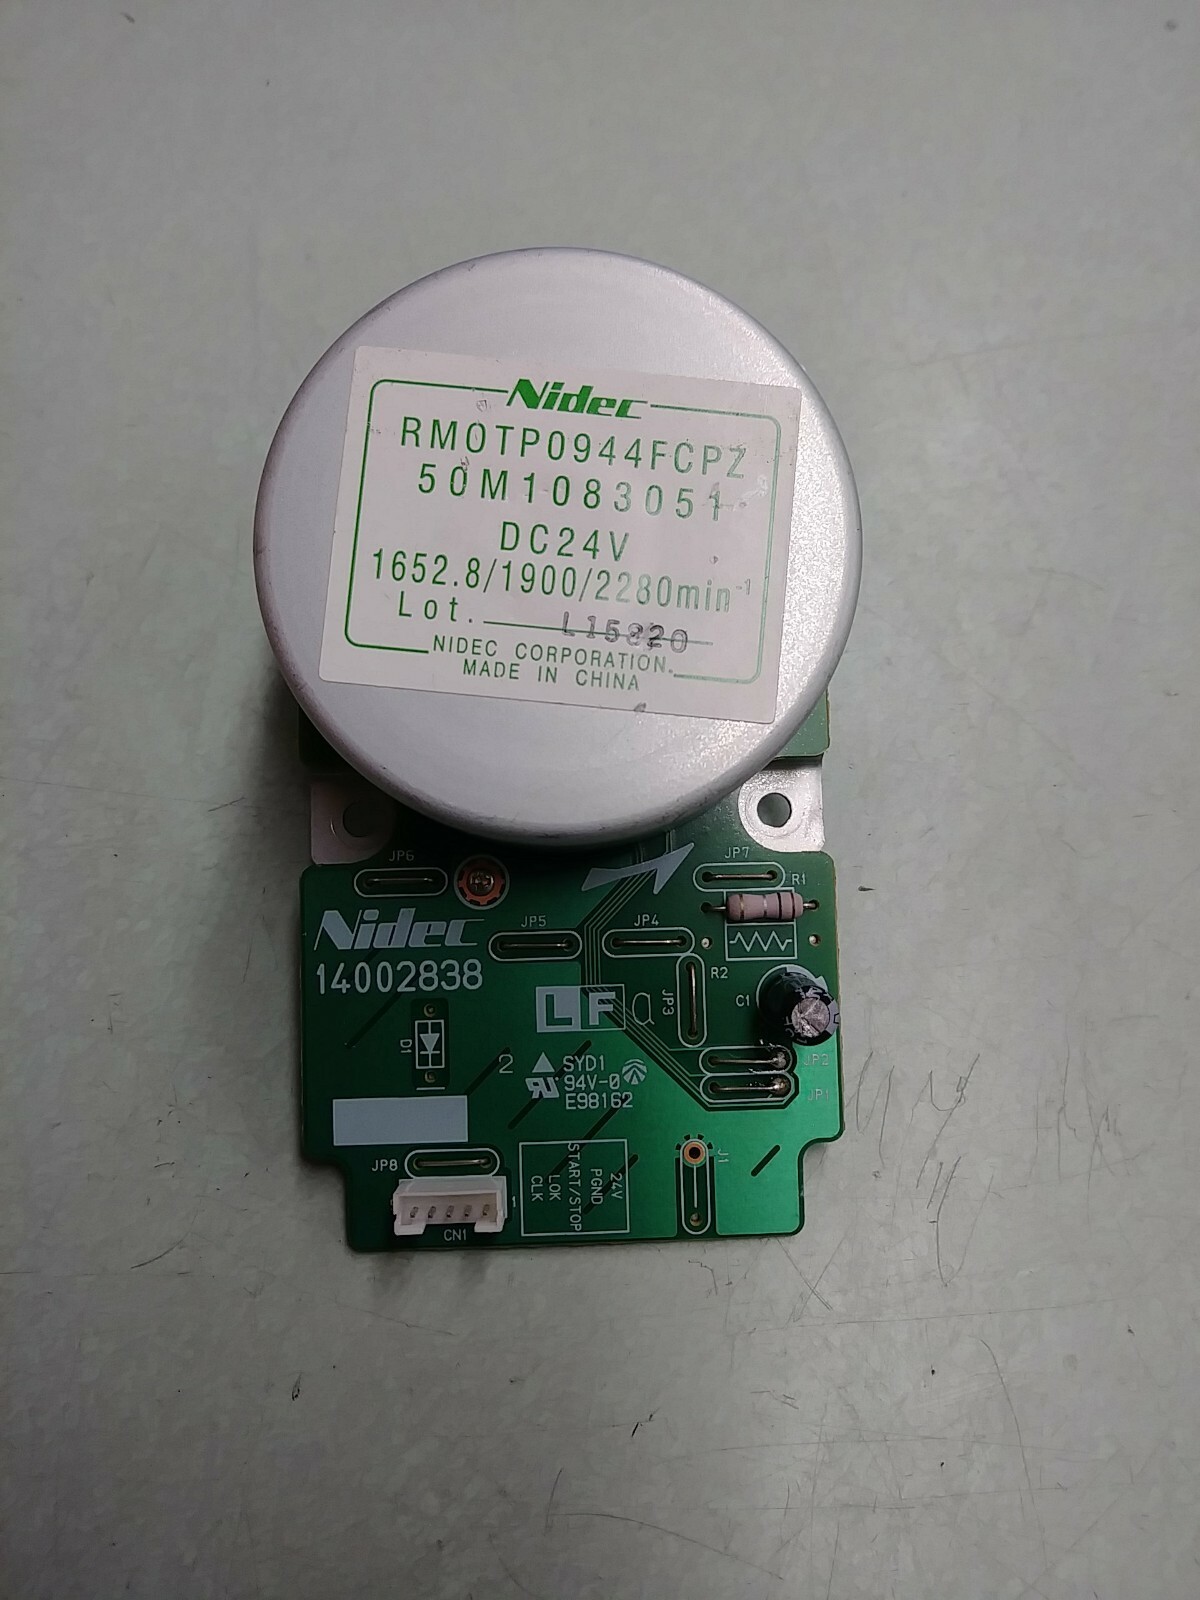 Nidec
RMOTP0944FCPZ
50M1083051
DC24V
1652.8/1900/2280min⁻¹
Lot. L15820
NIDEC CORPORATION.
MADE IN CHINA
JP6
JP7
R1
Nidec
JP5
JP4
14002838
R2
C1
JP3
LF a
D1
2
SYD1
94V-0
E98162
JP2
JP1
JP8
24V
PGND
START/STOP
LOK
CLK
J1
1
CN1